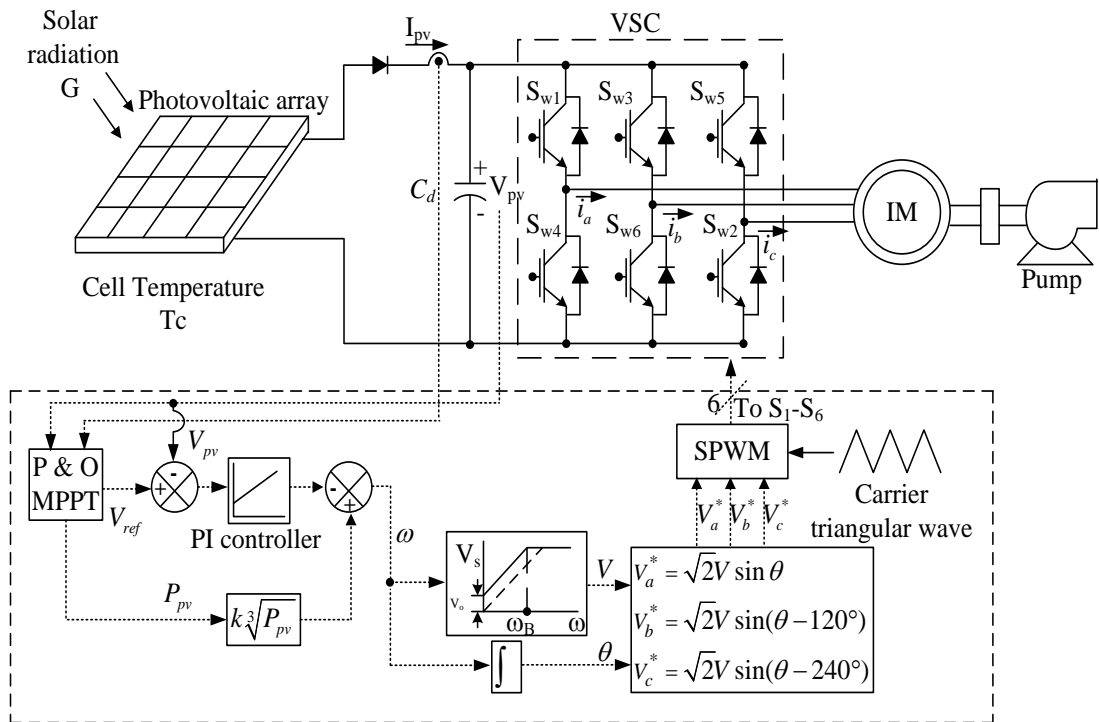 Solar
radiation
G
Photovoltaic array
Cell Temperature
Tc
I_pv
C_d
+
V_pv
-
VSC
S_w1
S_w3
S_w5
S_w4
S_w6
S_w2
i_a
i_b
i_c
IM
Pump
6
To S_1-S_6
SPWM
Carrier
triangular wave
V_a^*
V_b^*
V_c^*
P & O
MPPT
V_pv
-
+
V_ref
PI controller
-
+
ω
P_pv
k∛P_pv
V_s
V_o
ω_B
ω
V
∫
θ
V_a^* = √2V sin θ
V_b^* = √2V sin(θ – 120°)
V_c^* = √2V sin(θ – 240°)